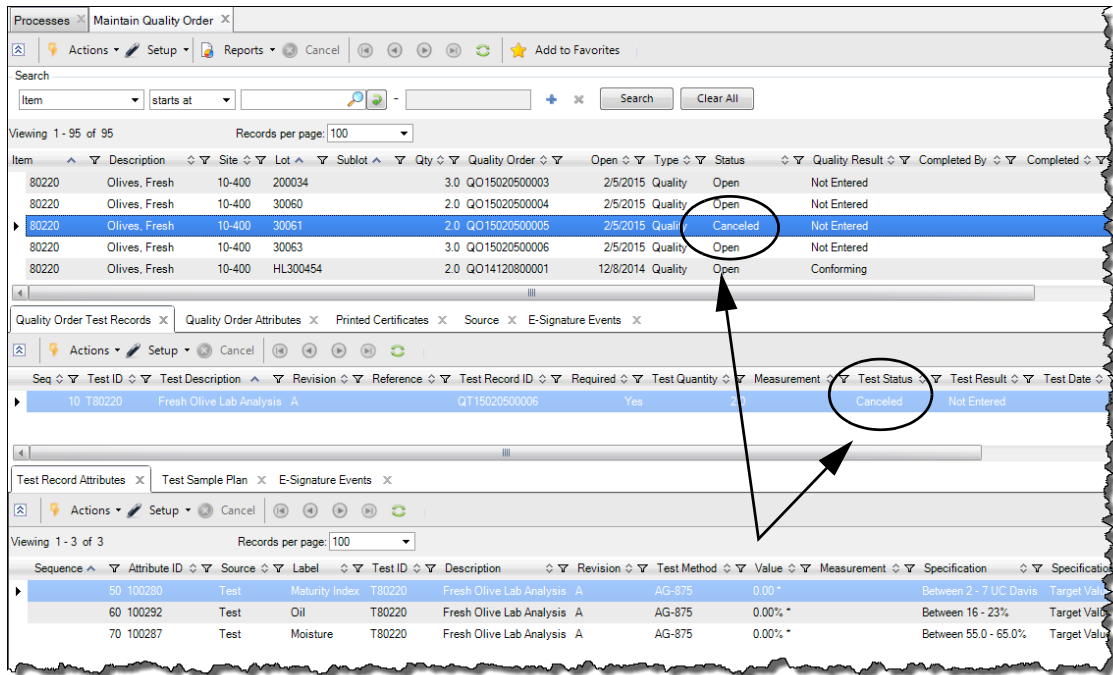 Processes Maintain Quality Order
Actions Setup Reports Cancel Add to Favorites
Search
Item starts at - Search Clear All
Viewing 1 - 95 of 95 Records per page: 100
Item Description Site Lot Sublot Qty Quality Order Open Type Status Quality Result Completed By Completed
80220 Olives, Fresh 10-400 200034 3.0 QO15020500003 2/5/2015 Quality Open Not Entered
80220 Olives, Fresh 10-400 30060 2.0 QO15020500004 2/5/2015 Quality Open Not Entered
80220 Olives, Fresh 10-400 30061 2.0 QO15020500005 2/5/2015 Quality Canceled Not Entered
80220 Olives, Fresh 10-400 30063 3.0 QO15020500006 2/5/2015 Quality Open Not Entered
80220 Olives, Fresh 10-400 HL300454 2.0 QO14120800001 12/8/2014 Quality Open Conforming
Quality Order Test Records Quality Order Attributes Printed Certificates Source E-Signature Events
Actions Setup Cancel
Seq Test ID Test Description Revision Reference Test Record ID Required Test Quantity Measurement Test Status Test Result Test Date
10 T80220 Fresh Olive Lab Analysis A QT15020500006 Yes 2.0 Canceled Not Entered
Test Record Attributes Test Sample Plan E-Signature Events
Actions Setup Cancel
Viewing 1 - 3 of 3 Records per page: 100
Sequence Attribute ID Source Label Test ID Description Revision Test Method Value Measurement Specification Specification
50 100280 Test Maturity Index T80220 Fresh Olive Lab Analysis A AG-875 0.00 * Between 2 - 7 UC Davis Target Value
60 100292 Test Oil T80220 Fresh Olive Lab Analysis A AG-875 0.00% * Between 16 - 23% Target Value
70 100287 Test Moisture T80220 Fresh Olive Lab Analysis A AG-875 0.00% * Between 55.0 - 65.0% Target Value